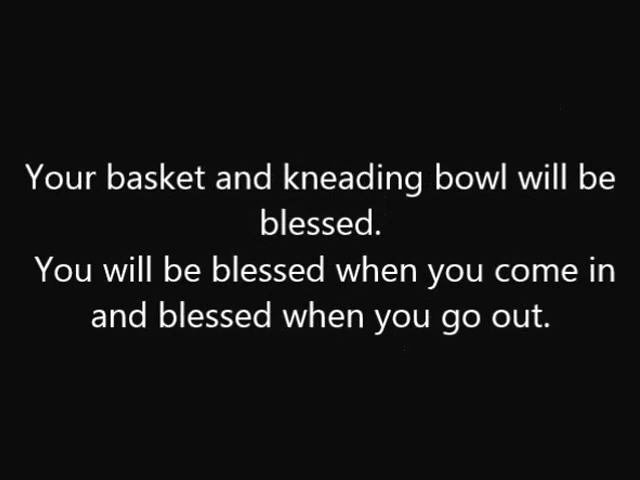 Your basket and kneading bowl will be
blessed.
You will be blessed when you come in
and blessed when you go out.